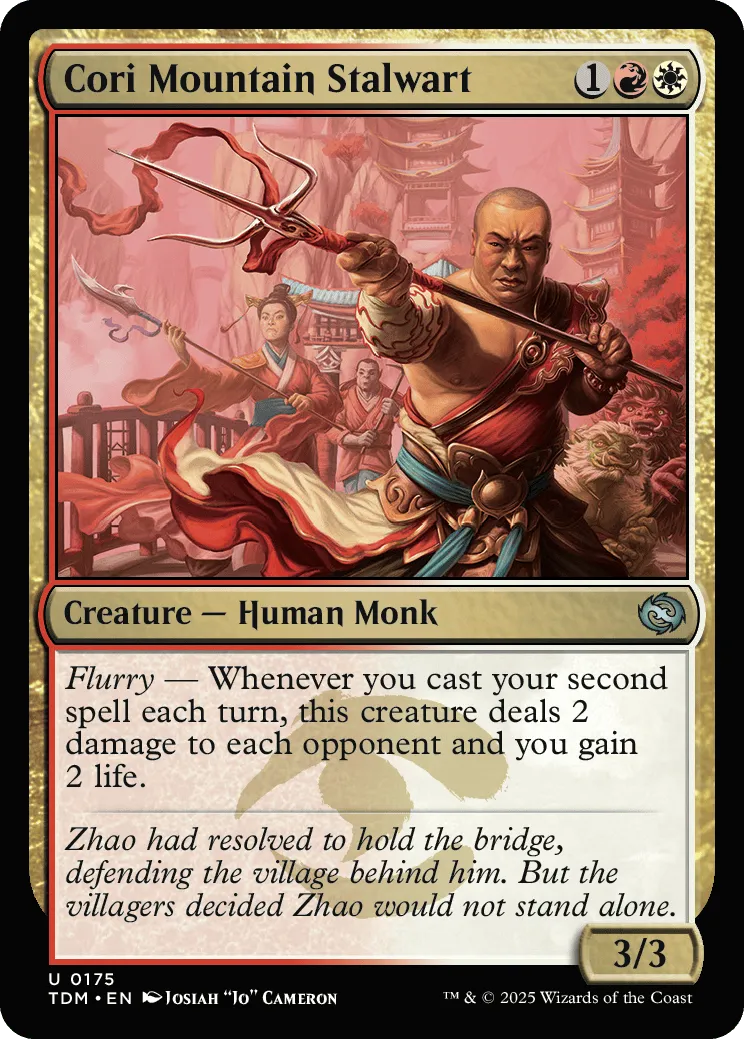 Cori Mountain Stalwart 1
Creature — Human Monk
Flurry — Whenever you cast your second
spell each turn, this creature deals 2
damage to each opponent and you gain
2 life.
Zhao had resolved to hold the bridge,
defending the village behind him. But the
villagers decided Zhao would not stand alone.
3/3
U 0175
TDM • EN Josiah “Jo” Cameron
™ & © 2025 Wizards of the Coast